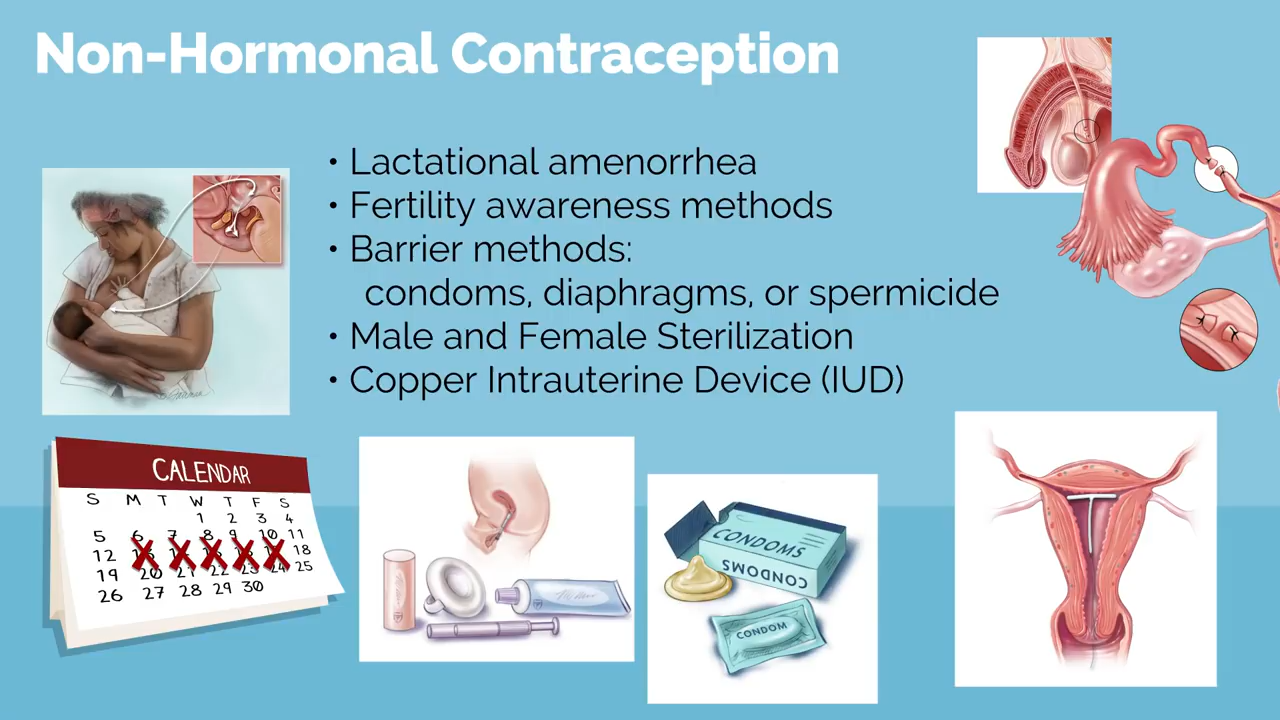 Non-Hormonal Contraception
• Lactational amenorrhea
• Fertility awareness methods
• Barrier methods:
condoms, diaphragms, or spermicide
• Male and Female Sterilization
• Copper Intrauterine Device (IUD)
CALENDAR
S M T W T F S
1 2 3 4
5 6 7 8 9 10 11
12 18
19 20 21 22 23 24 25
26 27 28 29 30
CONDOMS
CONDOMS
CONDOM